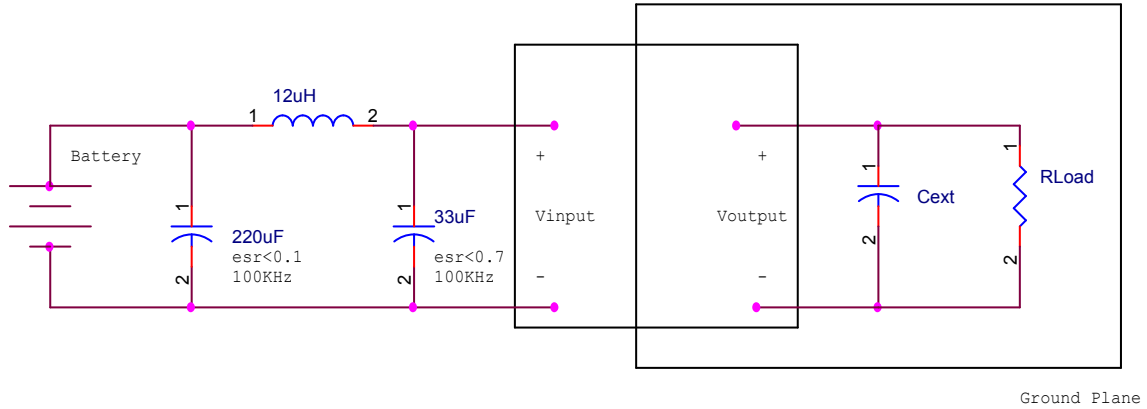 12uH
1
2
Battery
+
+
1
RLoad
2
1
Cext
2
Vinput
Voutput
1
220uF
esr<0.1
100KHz
2
1
33uF
esr<0.7
100KHz
2
-
-
Ground Plane